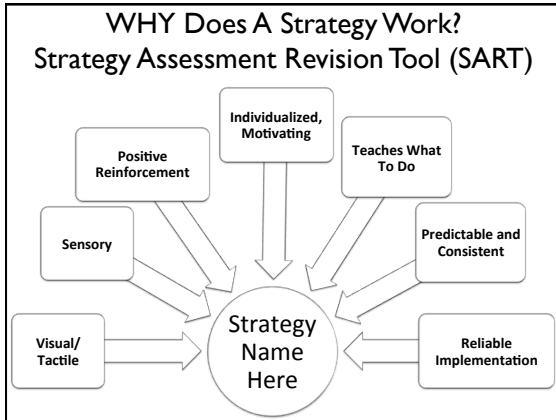 WHY Does A Strategy Work?
Strategy Assessment Revision Tool (SART)
Individualized,
Motivating
Positive
Reinforcement
Teaches What
To Do
Sensory
Predictable and
Consistent
Visual/
Tactile
Strategy
Name
Here
Reliable
Implementation